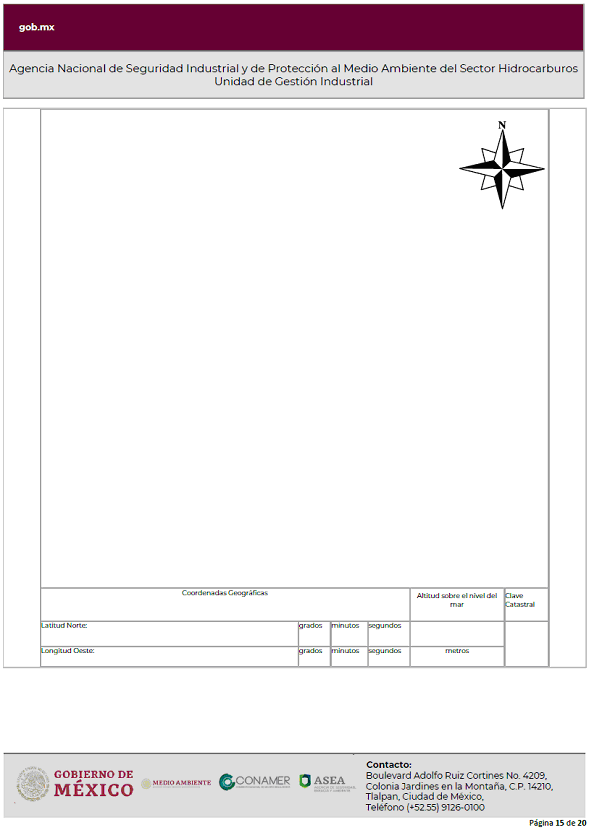 gob.mx
Agencia Nacional de Seguridad Industrial y de Protección al Medio Ambiente del Sector Hidrocarburos
Unidad de Gestión Industrial
N
Coordenadas Geográficas
Altitud sobre el nivel del
mar
Clave
Catastral
Latitud Norte:
grados
minutos
segundos
Longitud Oeste:
grados
minutos
segundos
metros
GOBIERNO DE
MÉXICO
MEDIO AMBIENTE
CONAMER
ASEA
Contacto:
Boulevard Adolfo Ruiz Cortines No. 4209,
Colonia Jardines en la Montaña, C.P. 14210,
Tlalpan, Ciudad de México,
Teléfono (+52.55) 9126-0100
Página 15 de 20